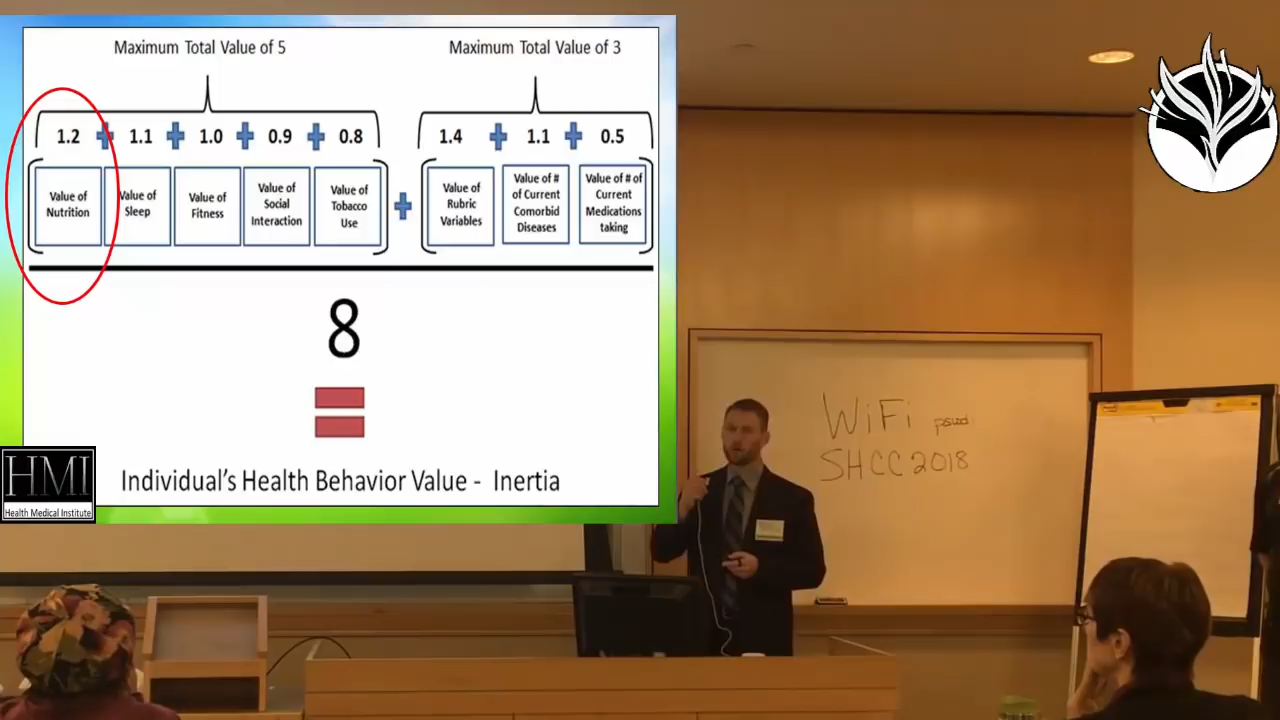 Maximum Total Value of 5
Maximum Total Value of 3
1.2 + 1.1 + 1.0 + 0.9 + 0.8
1.4 + 1.1 + 0.5
Value of
Nutrition
Value of
Sleep
Value of
Fitness
Value of
Social
Interaction
Value of
Tobacco
Use
+
Value of
Rubric
Variables
Value of #
of Current
Comorbid
Diseases
Value of # of
Current
Medications
taking
8
=
Individual's Health Behavior Value - Inertia
HMI
Health Medical Institute
WiFi
SHCC 2018